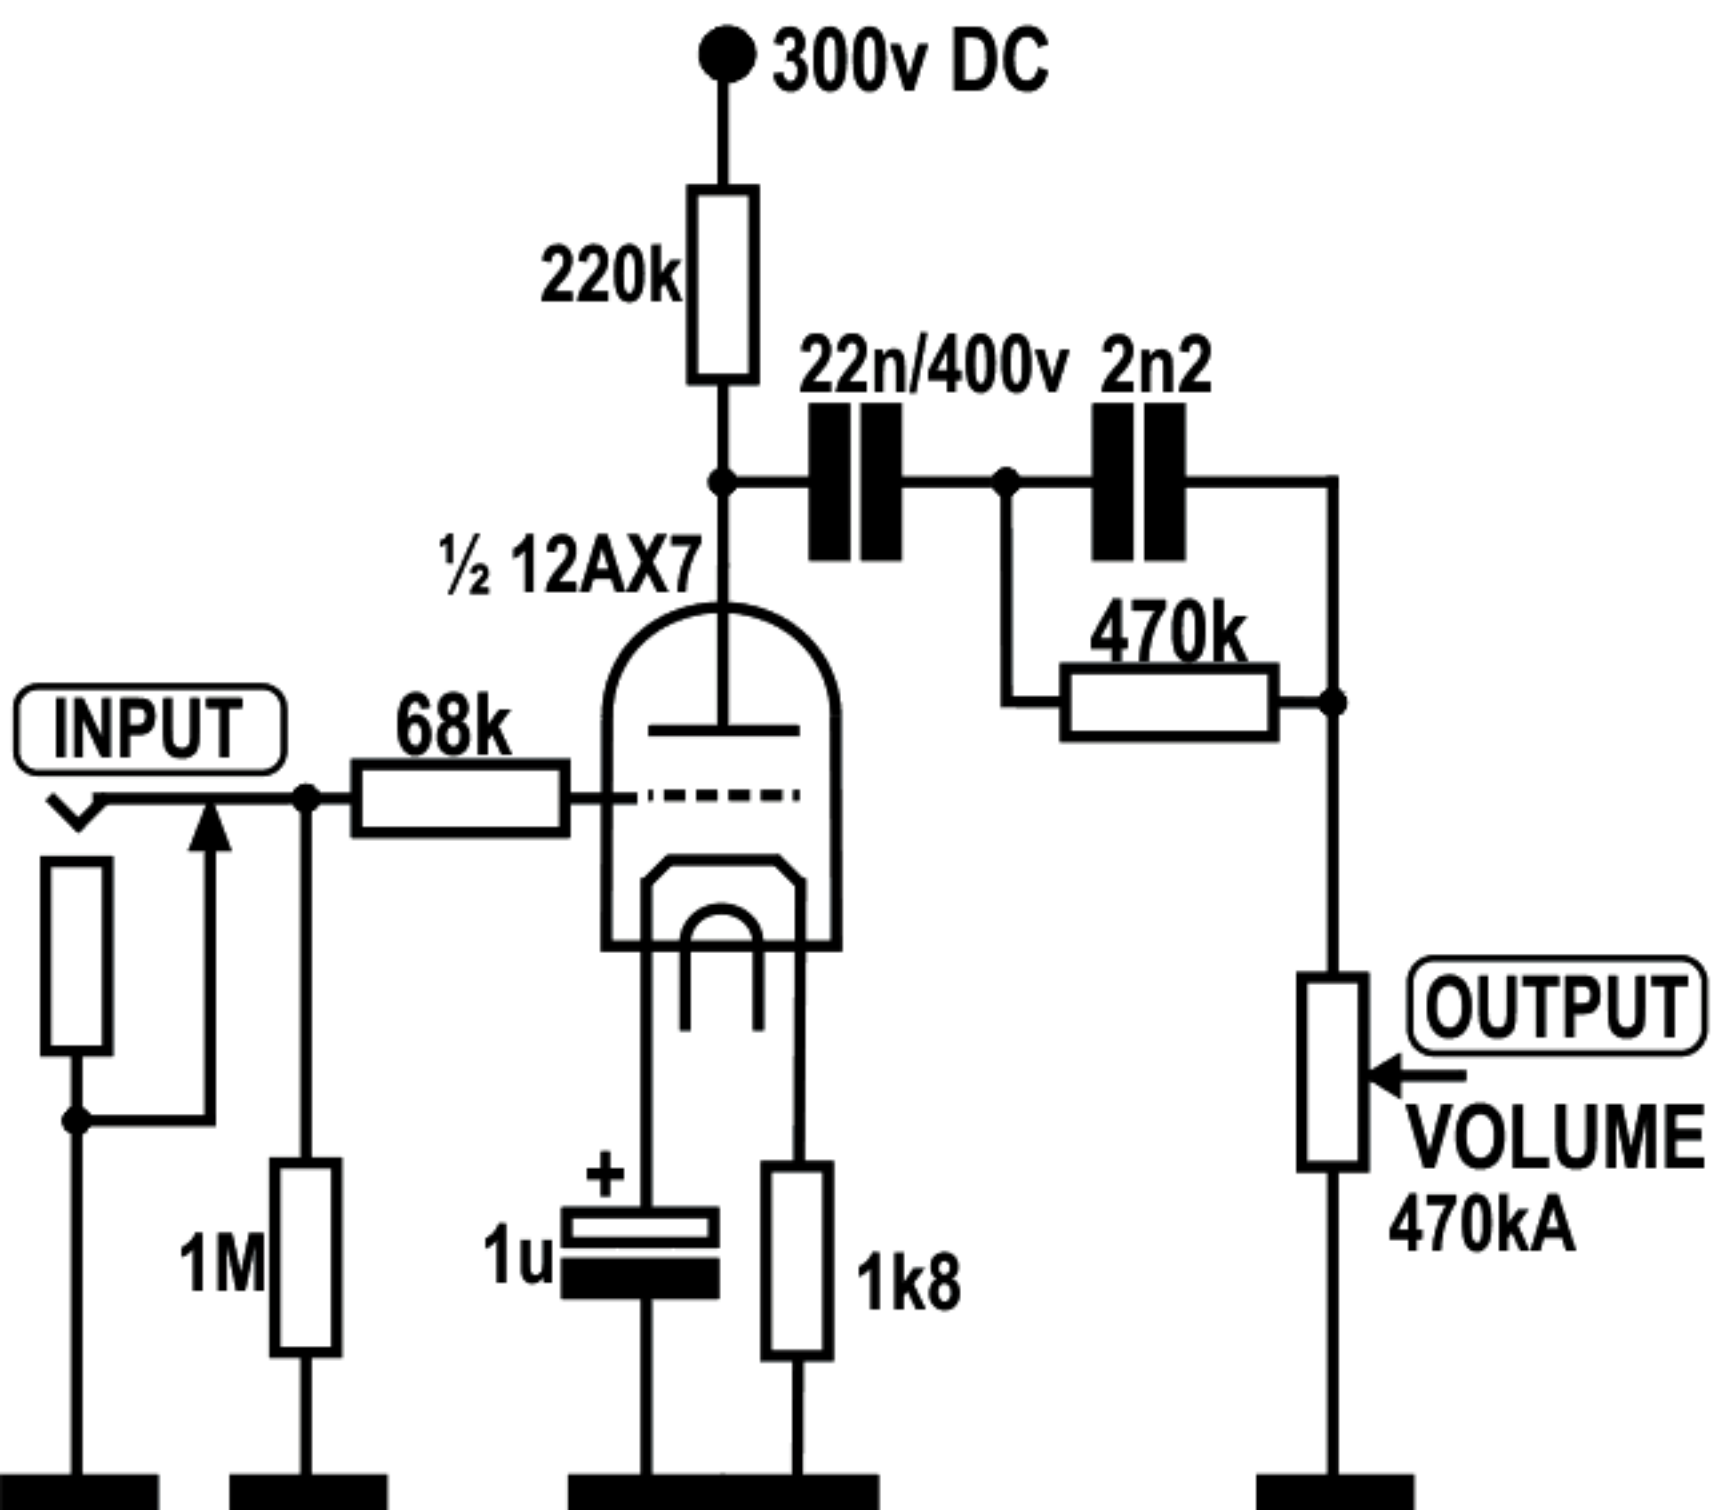 300v DC
220k
22n/400v 2n2
½ 12AX7
470k
INPUT
68k
OUTPUT
VOLUME
470kA
+
1M
1u
1k8